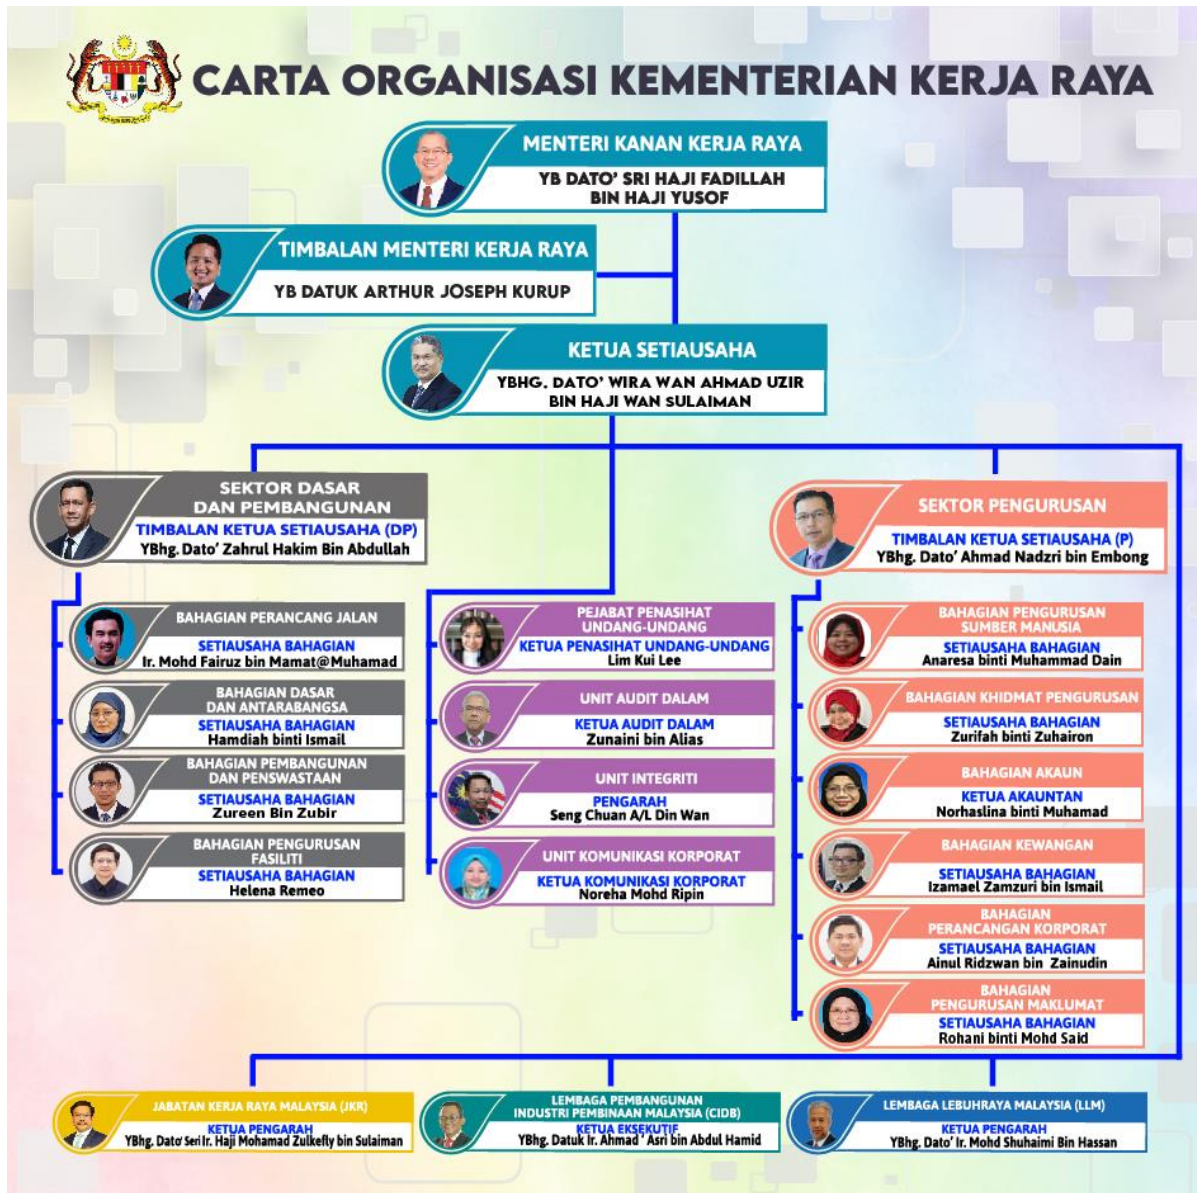 CARTA ORGANISASI KEMENTERIAN KERJA RAYA
MENTERI KANAN KERJA RAYA
YB DATO' SRI HAJI FADILLAH
BIN HAJI YUSOF
TIMBALAN MENTERI KERJA RAYA
YB DATUK ARTHUR JOSEPH KURUP
KETUA SETIAUSAHA
YBHG. DATO' WIRA WAN AHMAD UZIR
BIN HAJI WAN SULAIMAN
SEKTOR DASAR
DAN PEMBANGUNAN
TIMBALAN KETUA SETIAUSAHA (DP)
YBhg. Dato' Zahrul Hakim Bin Abdullah
BAHAGIAN PERANCANG JALAN
SETIAUSAHA BAHAGIAN
Ir. Mohd Fairuz bin Mamat@Muhamad
BAHAGIAN DASAR
DAN ANTARABANGSA
SETIAUSAHA BAHAGIAN
Hamdiah binti Ismail
BAHAGIAN PEMBANGUNAN
DAN PENSWASTAAN
SETIAUSAHA BAHAGIAN
Zureen Bin Zubir
BAHAGIAN PENGURUSAN
FASILITI
SETIAUSAHA BAHAGIAN
Helena Remeo
PEJABAT PENASIHAT
UNDANG-UNDANG
KETUA PENASIHAT UNDANG-UNDANG
Lim Kui Lee
UNIT AUDIT DALAM
KETUA AUDIT DALAM
Zunaini bin Alias
UNIT INTEGRITI
PENGARAH
Seng Chuan A/L Din Wan
UNIT KOMUNIKASI KORPORAT
KETUA KOMUNIKASI KORPORAT
Noreha Mohd Ripin
SEKTOR PENGURUSAN
TIMBALAN KETUA SETIAUSAHA (P)
YBhg. Dato' Ahmad Nadzri bin Embong
BAHAGIAN PENGURUSAN
SUMBER MANUSIA
SETIAUSAHA BAHAGIAN
Anaresa binti Muhammad Dain
BAHAGIAN KHIDMAT PENGURUSAN
SETIAUSAHA BAHAGIAN
Zurifah binti Zuhairon
BAHAGIAN AKAUN
KETUA AKAUNTAN
Norhaslina binti Muhamad
BAHAGIAN KEWANGAN
SETIAUSAHA BAHAGIAN
Izamael Zamzuri bin Ismail
BAHAGIAN
PERANCANGAN KORPORAT
SETIAUSAHA BAHAGIAN
Ainul Ridzwan bin Zainudin
BAHAGIAN
PENGURUSAN MAKLUMAT
SETIAUSAHA BAHAGIAN
Rohani binti Mohd Said
JABATAN KERJA RAYA MALAYSIA (JKR)
KETUA PENGARAH
YBhg. Dato' Seri Ir. Haji Mohamad Zulkefly bin Sulaiman
LEMBAGA PEMBANGUNAN
INDUSTRI PEMBINAAN MALAYSIA (CIDB)
KETUA EKSEKUTIF
YBhg. Datuk Ir. Ahmad ' Asri bin Abdul Hamid
LEMBAGA LEBUHRAYA MALAYSIA (LLM)
KETUA PENGARAH
YBhg. Dato' Ir. Mohd Shuhaimi Bin Hassan